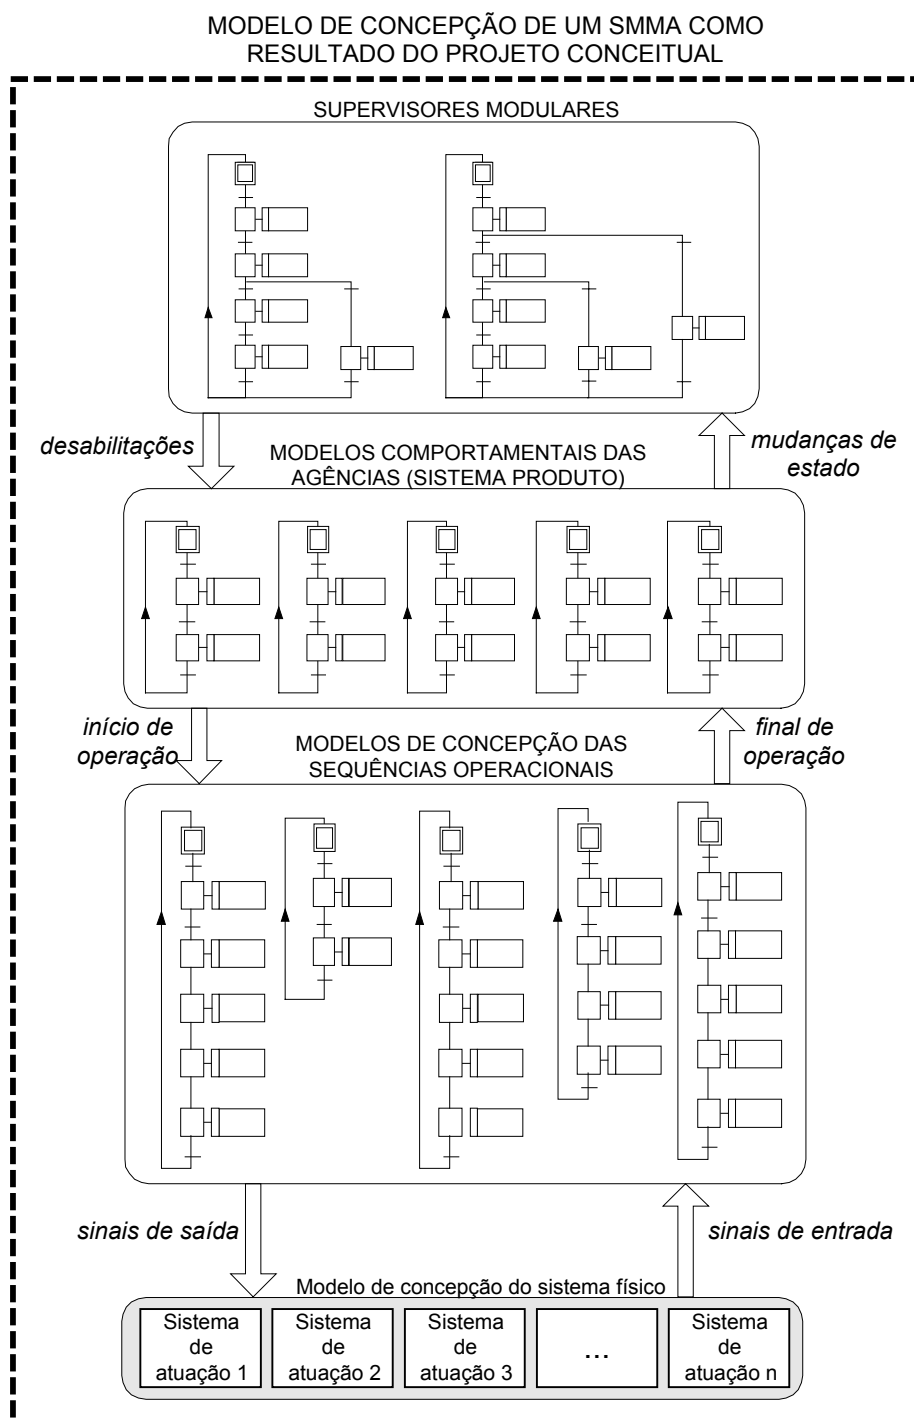 MODELO DE CONCEPÇÃO DE UM SMMA COMO
RESULTADO DO PROJETO CONCEITUAL
SUPERVISORES MODULARES
desabilitações
mudanças de
estado
MODELOS COMPORTAMENTAIS DAS
AGÊNCIAS (SISTEMA PRODUTO)
início de
operação
final de
operação
MODELOS DE CONCEPÇÃO DAS
SEQUÊNCIAS OPERACIONAIS
sinais de saída
sinais de entrada
Modelo de concepção do sistema físico
Sistema
de
atuação 1
Sistema
de
atuação 2
Sistema
de
atuação 3
...
Sistema
de
atuação n